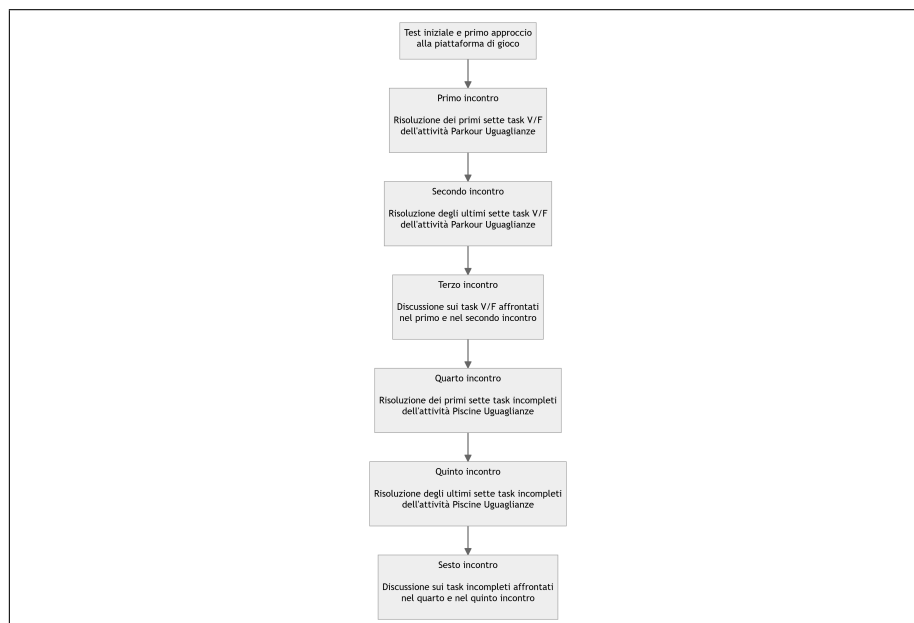 Test iniziale e primo approccio
alla piattaforma di gioco
Primo incontro
Risoluzione dei primi sette task V/F
dell'attività Parkour Uguaglianze
Secondo incontro
Risoluzione degli ultimi sette task V/F
dell'attività Parkour Uguaglianze
Terzo incontro
Discussione sui task V/F affrontati
nel primo e nel secondo incontro
Quarto incontro
Risoluzione dei primi sette task incompleti
dell'attività Piscine Uguaglianze
Quinto incontro
Risoluzione degli ultimi sette task incompleti
dell'attività Piscine Uguaglianze
Sesto incontro
Discussione sui task incompleti affrontati
nel quarto e nel quinto incontro